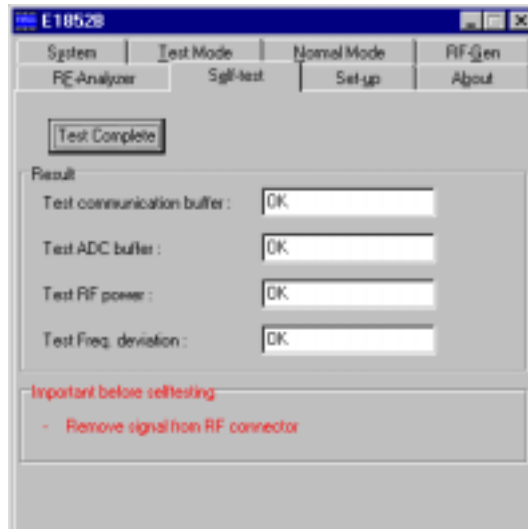 E1852B
System Test Mode Normal Mode RF-Gen
RF-Analyzer Self-test Set-up About
Test Complete
Result
Test communication buffer : OK
Test ADC buffer : OK
Test RF power : OK
Test Freq. deviation : OK
Important before selftesting
- Remove signal from RF connector